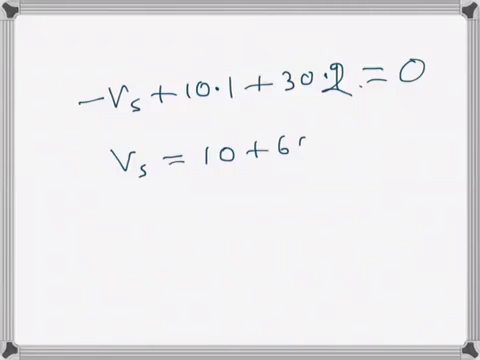 -Vs + 10.1 + 30.2 = 0
Vs = 10 + 6